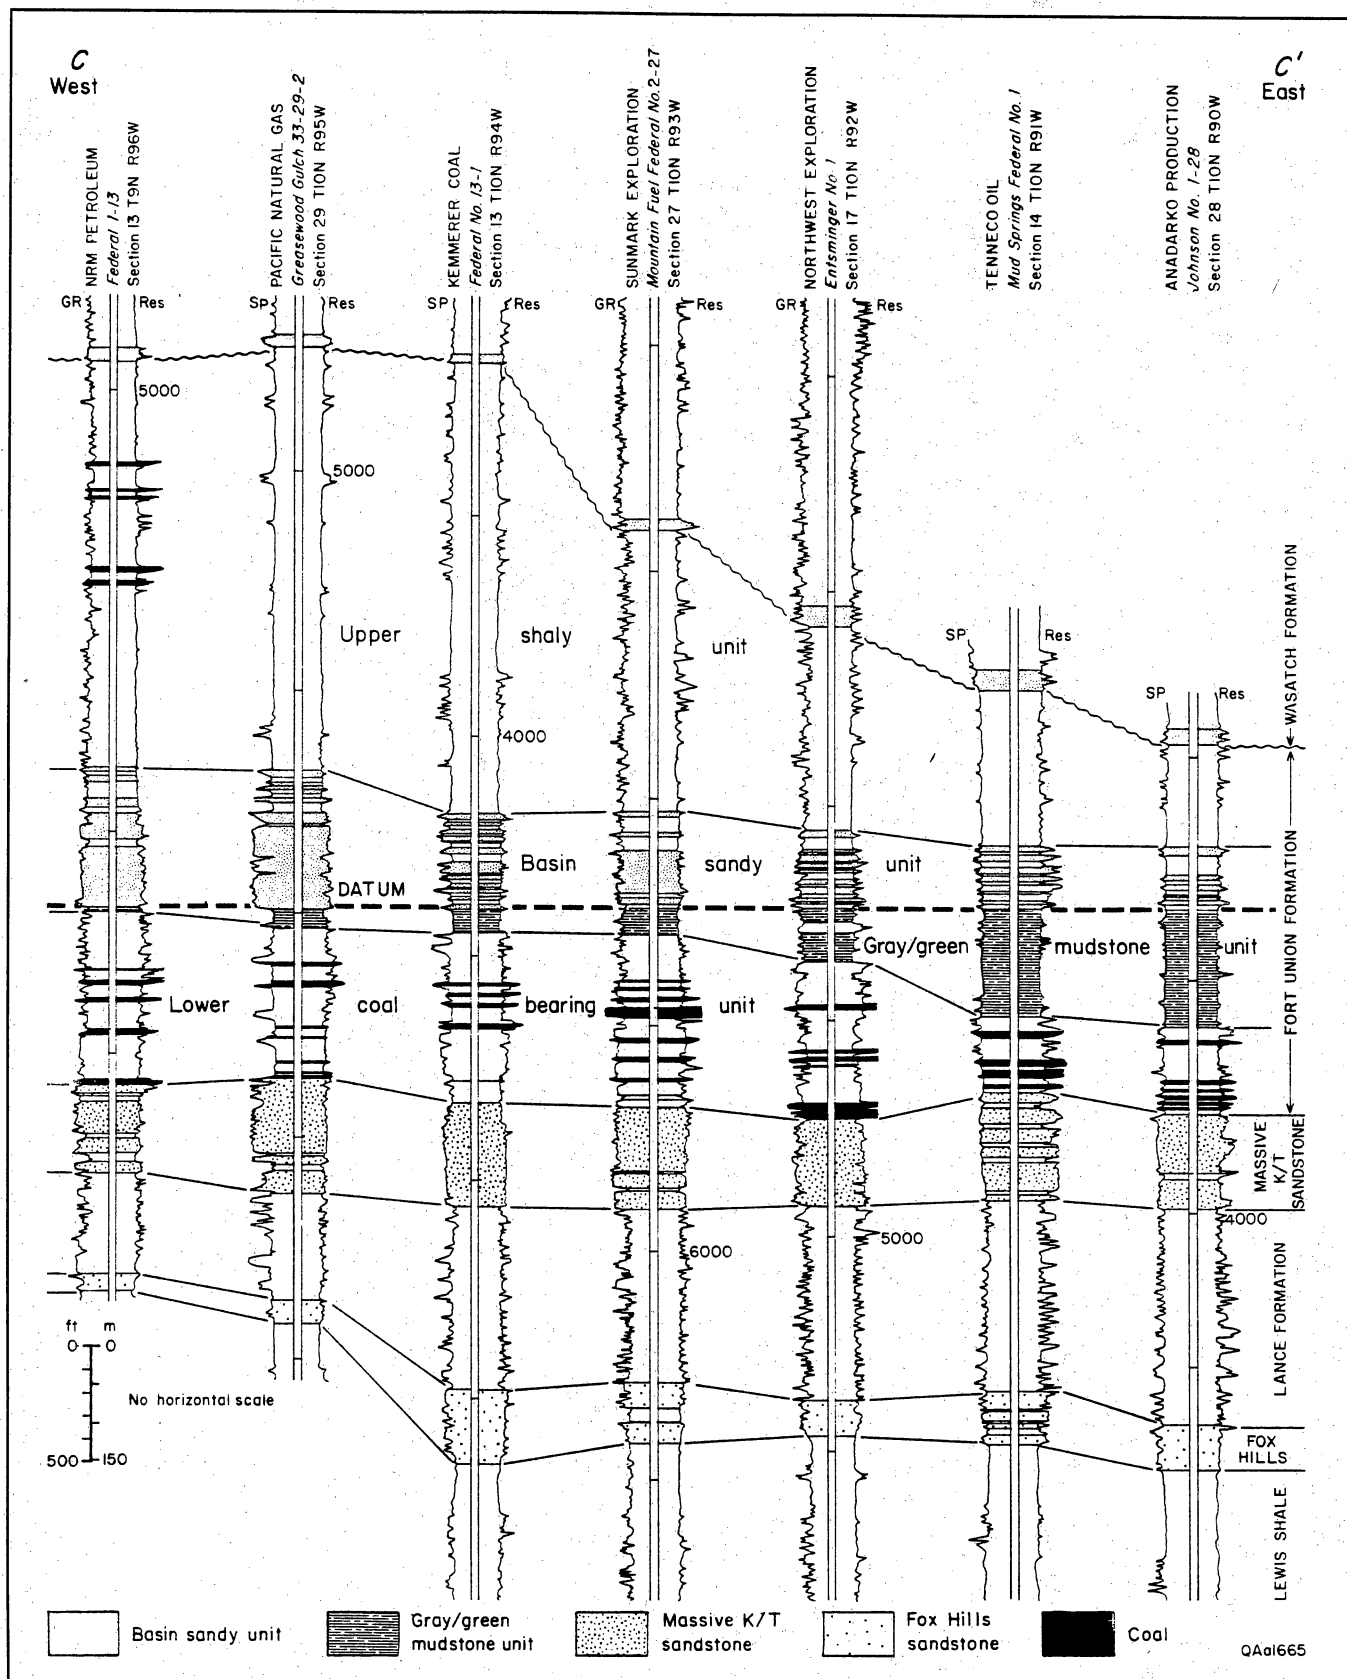 C
West
C'
East
NRM PETROLEUM
Federal 1-13
Section 13 T9N R96W
PACIFIC NATURAL GAS
Greasewood Gulch 33-29-2
Section 29 TION R95W
KEMMERER COAL
Federal No. 13-1
Section 13 TION R94W
SUNMARK EXPLORATION
Mountain Fuel Federal No. 2-27
Section 27 TION R93W
NORTHWEST EXPLORATION
Entsminger No. 1
Section 17 TION R92W
TENNECO OIL
Mud Springs Federal No. 1
Section 14 TION R91W
ANADARKO PRODUCTION
Johnson No. 1-28
Section 28 TION R90W
GR Res
SP Res
SP Res
GR Res
GR Res
SP Res
SP Res
5000
5000
4000
6000
5000
4000
Upper shaly unit
Basin sandy unit
DATUM
Gray/green mudstone unit
Lower coal bearing unit
WASATCH FORMATION
FORT UNION FORMATION
MASSIVE
K/T
SANDSTONE
LANCE FORMATION
FOX
HILLS
LEWIS SHALE
ft m
0 0
500 150
No horizontal scale
Basin sandy unit
Gray/green
mudstone unit
Massive K/T
sandstone
Fox Hills
sandstone
Coal
QAa1665